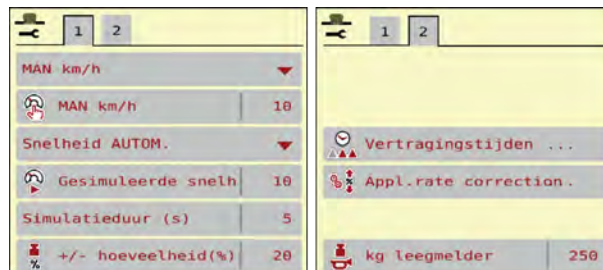 1 2
MAN km/h
MAN km/h 10
Snelheid AUTOM.
Gesimuleerde snelh 10
Simulatieduur (s) 5
% +/- hoeveelheid(%) 20
1 2
Vertragingstijden ...
% Appl.rate correction.
kg leegmelder 250